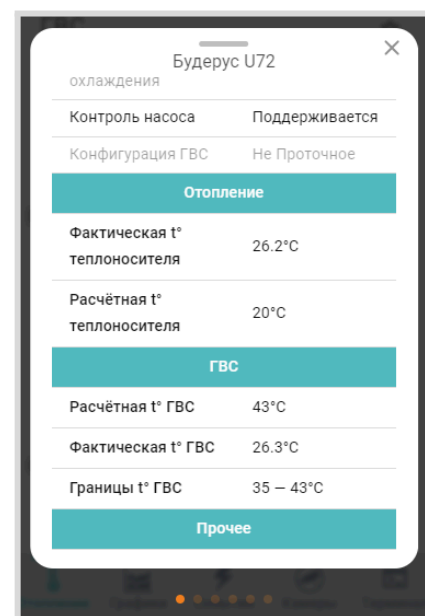 ГВС
Будерус U72
охлаждения
Контроль насоса Поддерживается
Конфигурация ГВС Не Проточное
Отопление
Фактическая t°
теплоносителя 26.2°C
Расчётная t°
теплоносителя 20°C
ГВС
Расчётная t° ГВС 43°C
Фактическая t° ГВС 26.3°C
Границы t° ГВС 35 — 43°C
Прочее